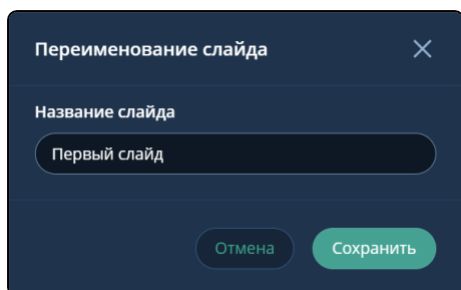 Переименование слайда
Название слайда
Первый слайд
Отмена
Сохранить